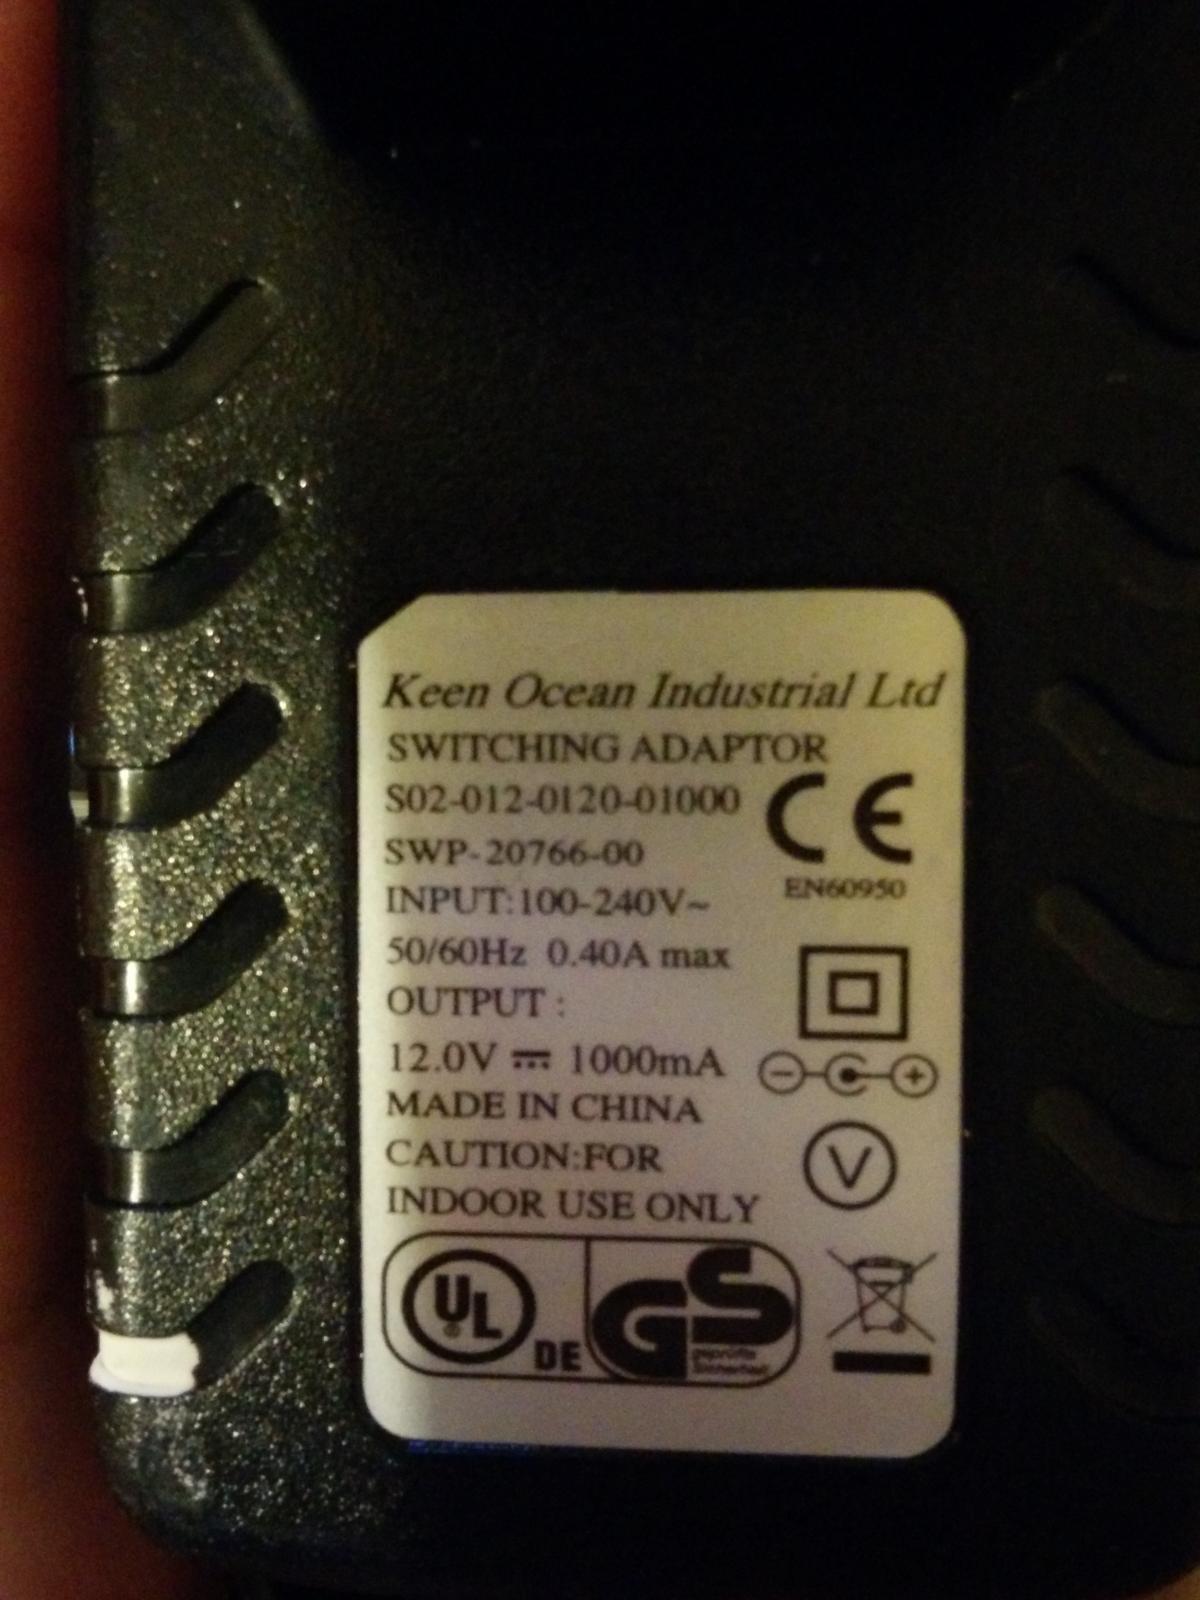 Keen Ocean Industrial Ltd
SWITCHING ADAPTOR
S02-012-0120-01000
SWP-20766-00
CE
INPUT:100-240V~
EN60950
50/60Hz 0.40A max
OUTPUT :
12.0V ⎓ 1000mA
MADE IN CHINA
CAUTION:FOR
V
INDOOR USE ONLY
UL ® DE GS
geprüfte
Sicherheit